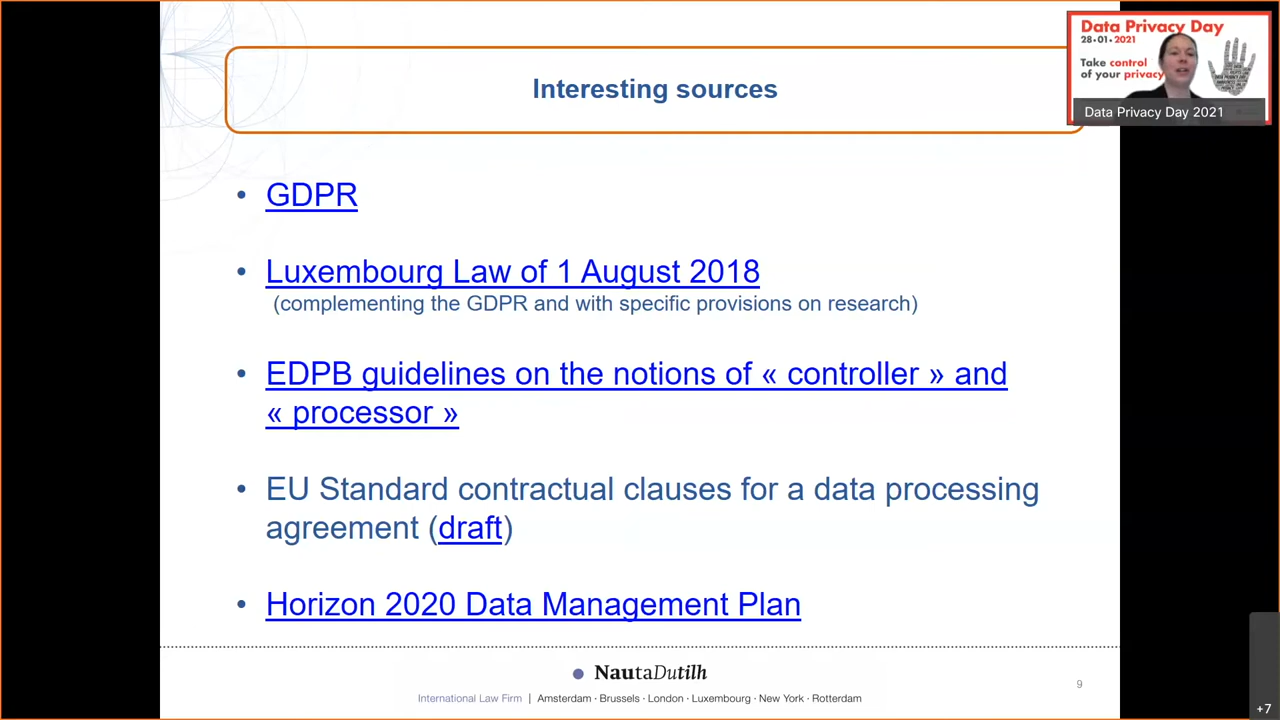 Interesting sources
Data Privacy Day
28·01·2021
Take control
of your privacy
Data Privacy Day 2021
• GDPR
• Luxembourg Law of 1 August 2018
(complementing the GDPR and with specific provisions on research)
• EDPB guidelines on the notions of « controller » and
« processor »
• EU Standard contractual clauses for a data processing
agreement (draft)
• Horizon 2020 Data Management Plan
NautaDutilh
International Law Firm | Amsterdam · Brussels · London · Luxembourg · New York · Rotterdam
9
+7